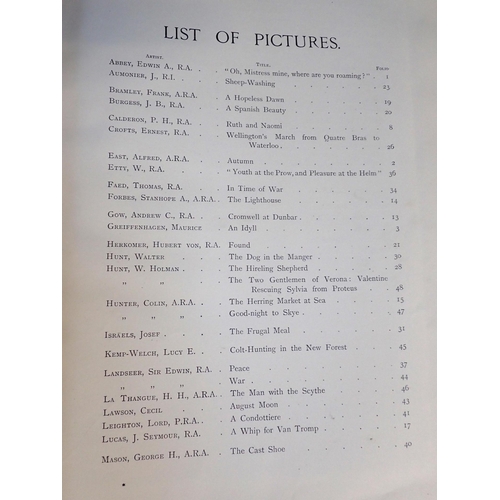 LIST OF PICTURES.
ARTIST. TITLE. FOLIO.
ABBEY, EDWIN A., R.A. . . "Oh, Mistress mine, where are you roaming?" . 1
AUMONIER, J., R.I. . . . Sheep-Washing . . . . . . 23
BRAMLEY, FRANK, A.R.A. . A Hopeless Dawn . . . . . . 19
BURGESS, J. B., R.A. . . A Spanish Beauty . . . . . . 20
CALDERON, P. H., R.A. . . Ruth and Naomi . . . . . . 8
CROFTS, ERNEST, R.A. . . Wellington's March from Quatre Bras to
Waterloo . . . . . . 26
EAST, ALFRED, A.R.A. . . Autumn . . . . . . 2
ETTY, W., R.A. . . . "Youth at the Prow, and Pleasure at the Helm" 36
FAED, THOMAS, R.A. . . In Time of War . . . . . . 34
FORBES, STANHOPE A., A.R.A. . The Lighthouse . . . . . . 14
GOW, ANDREW C., R.A. . . Cromwell at Dunbar . . . . . . 13
GREIFFENHAGEN, MAURICE . An Idyll . . . . . . 3
HERKOMER, HUBERT VON, R.A. Found . . . . . . 21
HUNT, WALTER . . . . The Dog in the Manger . . . . . 30
HUNT, W. HOLMAN . . . . The Hireling Shepherd . . . . . 28
" " . The Two Gentlemen of Verona: Valentine
Rescuing Sylvia from Proteus . . 48
HUNTER, COLIN, A.R.A. . . The Herring Market at Sea . . . . 15
" " " . Good-night to Skye . . . . . . 47
ISRAËLS, JOSEF . . . . The Frugal Meal . . . . . . 31
KEMP-WELCH, LUCY E. . . Colt-Hunting in the New Forest . . . 45
LANDSEER, SIR EDWIN, R.A. . Peace . . . . . . 37
" " " War . . . . . . 44
LA THANGUE, H. H., A.R.A. . The Man with the Scythe . . . . 46
LAWSON, CECIL . . . August Moon . . . . . . 43
LEIGHTON, LORD, P.R.A. . . A Condottiere . . . . . . 41
LUCAS, J. SEYMOUR, R.A. . A Whip for Van Tromp . . . . . 17
MASON, GEORGE H., A.R.A. . The Cast Shoe . . . . . . 40